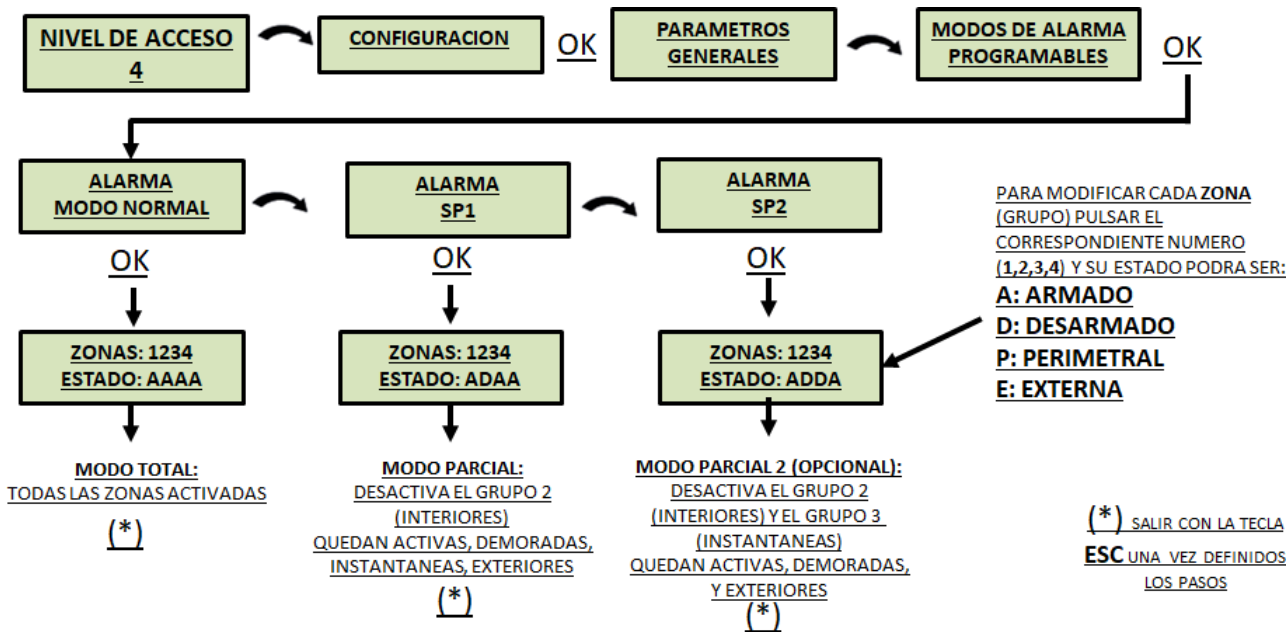 NIVEL DE ACCESO
4
CONFIGURACION
OK
PARAMETROS
GENERALES
MODOS DE ALARMA
PROGRAMABLES
OK
ALARMA
MODO NORMAL
ALARMA
SP1
ALARMA
SP2
OK
OK
OK
ZONAS: 1234
ESTADO: AAAA
ZONAS: 1234
ESTADO: ADAA
ZONAS: 1234
ESTADO: ADDA
PARA MODIFICAR CADA ZONA
(GRUPO) PULSAR EL
CORRESPONDIENTE NUMERO
(1,2,3,4) Y SU ESTADO PODRA SER:
A: ARMADO
D: DESARMADO
P: PERIMETRAL
E: EXTERNA
MODO TOTAL:
TODAS LAS ZONAS ACTIVADAS
(*)
MODO PARCIAL:
DESACTIVA EL GRUPO 2
(INTERIORES)
QUEDAN ACTIVAS, DEMORADAS,
INSTANTANEAS, EXTERIORES
(*)
MODO PARCIAL 2 (OPCIONAL):
DESACTIVA EL GRUPO 2
(INTERIORES) Y EL GRUPO 3
(INSTANTANEAS)
QUEDAN ACTIVAS, DEMORADAS,
Y EXTERIORES
(*)
(*) SALIR CON LA TECLA
ESC UNA VEZ DEFINIDOS
LOS PASOS